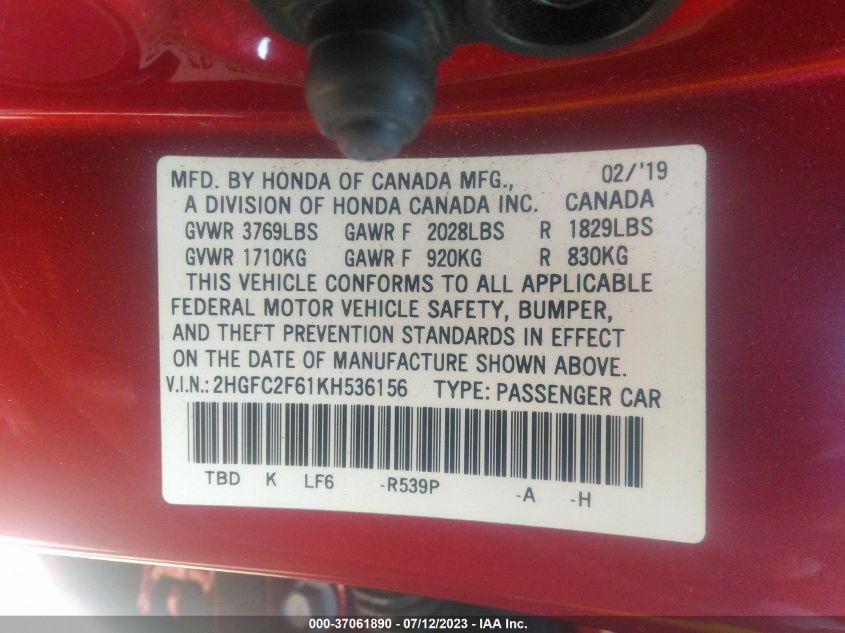 MFD. BY HONDA OF CANADA MFG., 02/'19
A DIVISION OF HONDA CANADA INC. CANADA
GVWR 3769LBS GAWR F 2028LBS R 1829LBS
GVWR 1710KG GAWR F 920KG R 830KG
THIS VEHICLE CONFORMS TO ALL APPLICABLE
FEDERAL MOTOR VEHICLE SAFETY, BUMPER,
AND THEFT PREVENTION STANDARDS IN EFFECT
ON THE DATE OF MANUFACTURE SHOWN ABOVE.
V.I.N.: 2HGFC2F61KH536156 TYPE: PASSENGER CAR
TBD K LF6 -R539P -A -H
000-37061890 - 07/12/2023 - IAA Inc.